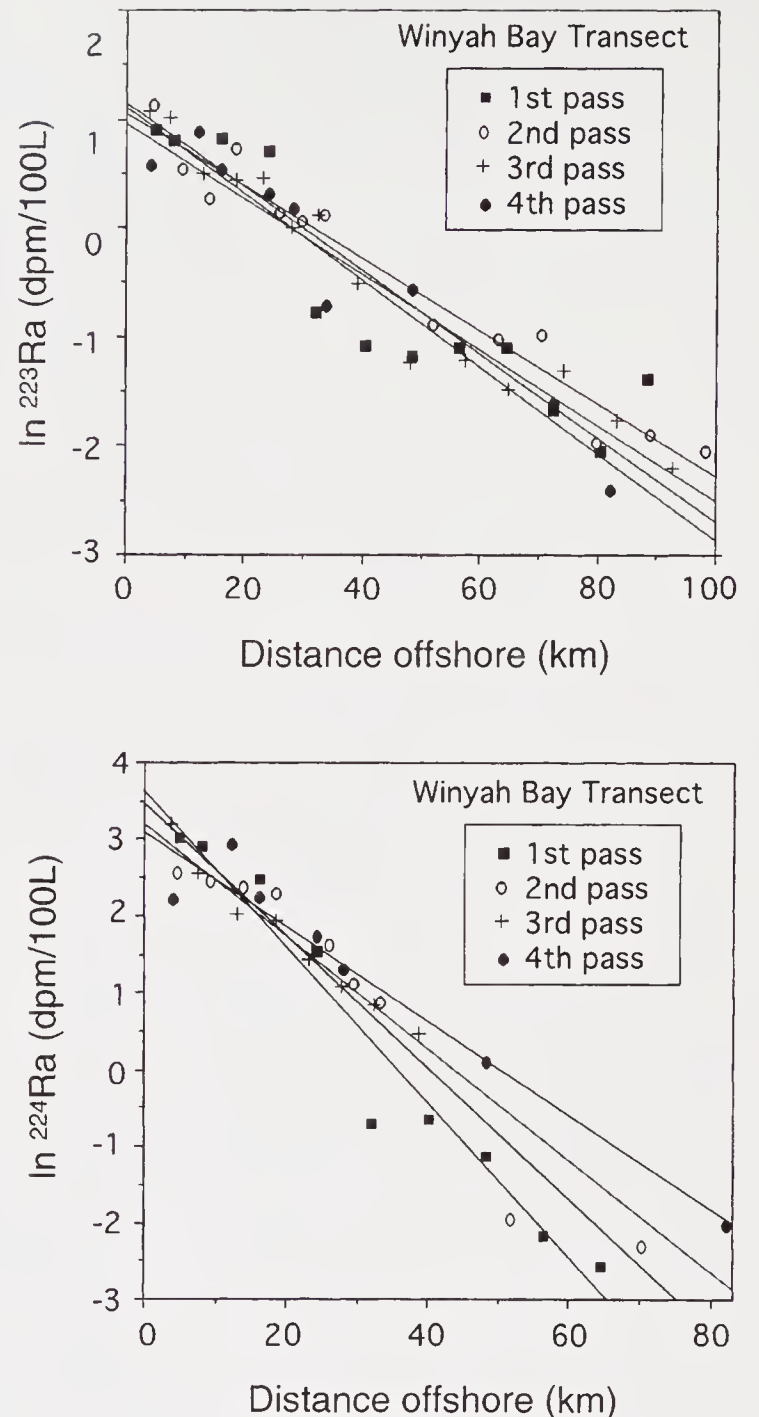 Winyah Bay Transect
1st pass
2nd pass
3rd pass
4th pass
2
1
0
-1
-2
-3
ln ²²³Ra (dpm/100L)
0 20 40 60 80 100
Distance offshore (km)
Winyah Bay Transect
1st pass
2nd pass
3rd pass
4th pass
4
3
2
1
0
-1
-2
-3
ln ²²⁴Ra (dpm/100L)
0 20 40 60 80
Distance offshore (km)